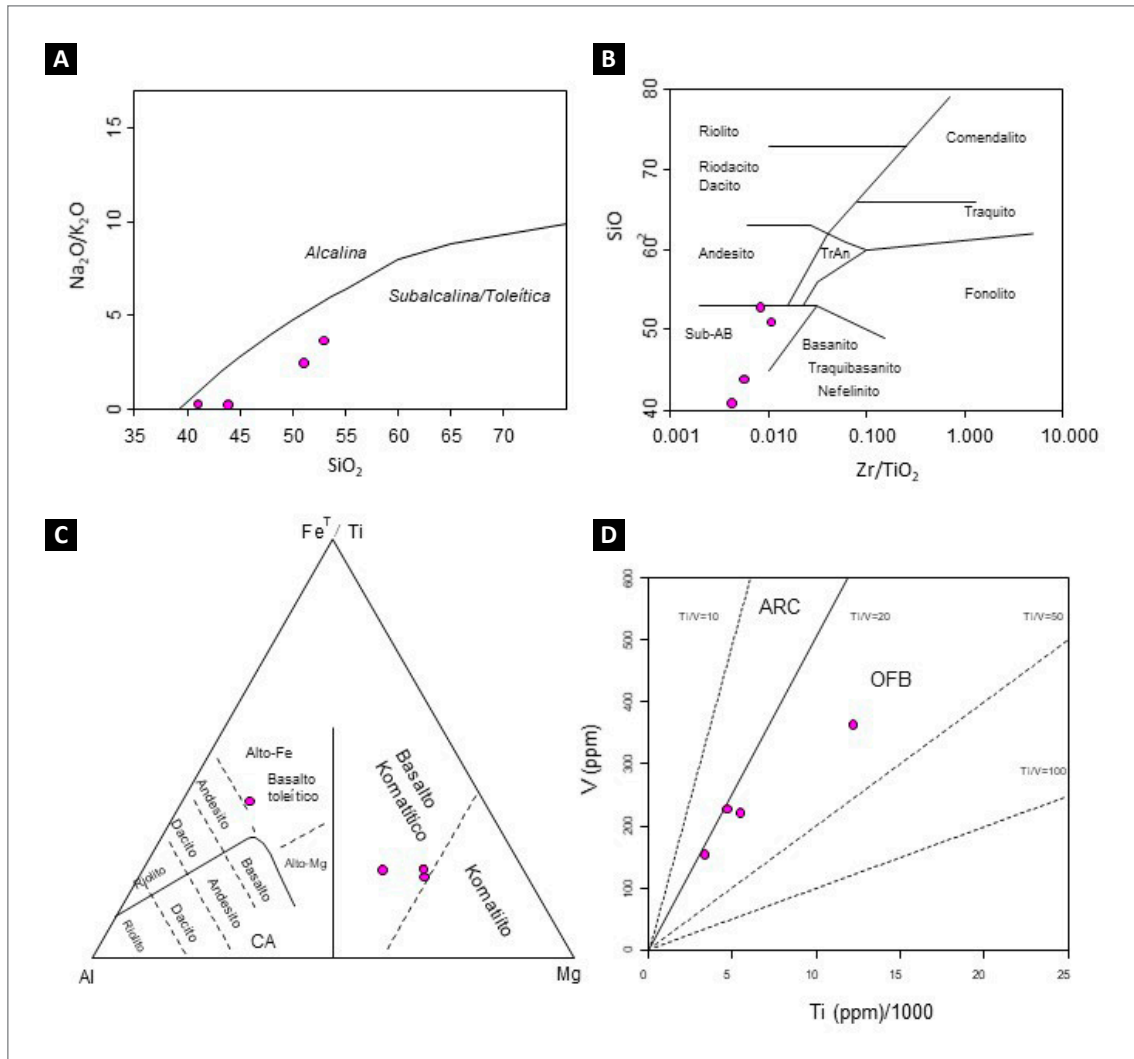 A
Na₂O/K₂O
15
10
5
0
Alcalina
Subalcalina/Toleítica
35 40 45 50 55 60 65 70
SiO₂
B
SiO²
80
70
60
50
40
Riolito
Comendalito
Riodacito
Dacito
Traquito
Andesito
TrAn
Fonolito
Sub-AB
Basanito
Traquibasanito
Nefelinito
0.001 0.010 0.100 1.000 10.000
Zr/TiO₂
C
Feᵀ/ Ti
Alto-Fe
Basalto
toleítico
Andesito
Dacito
Riolito
Alto-Mg
Basalto
Andesito
Dacito
Riolito
CA
Basalto
Komatítico
Komatiíto
Al
Mg
D
V (ppm)
600
500
400
300
200
100
0
Ti/V=10
ARC
Ti/V=20
Ti/V=50
OFB
Ti/V=100
0 5 10 15 20 25
Ti (ppm)/1000